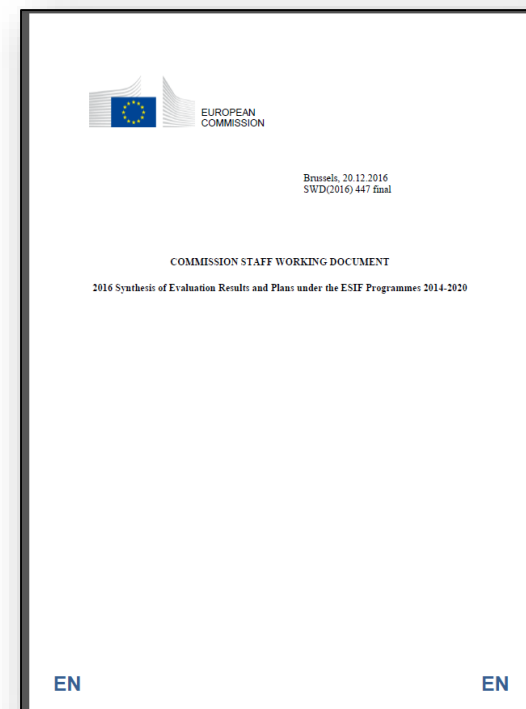 EUROPEAN
COMMISSION
Brussels, 20.12.2016
SWD(2016) 447 final
COMMISSION STAFF WORKING DOCUMENT
2016 Synthesis of Evaluation Results and Plans under the ESIF Programmes 2014-2020
EN EN